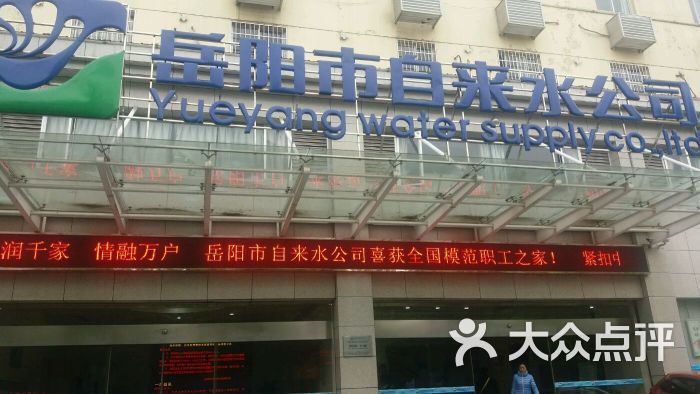 岳阳市自来水公司
Yueyang water supply co.,ltd
润千家 情融万户 岳阳市自来水公司喜获全国模范职工之家! 紧扣
大众点评